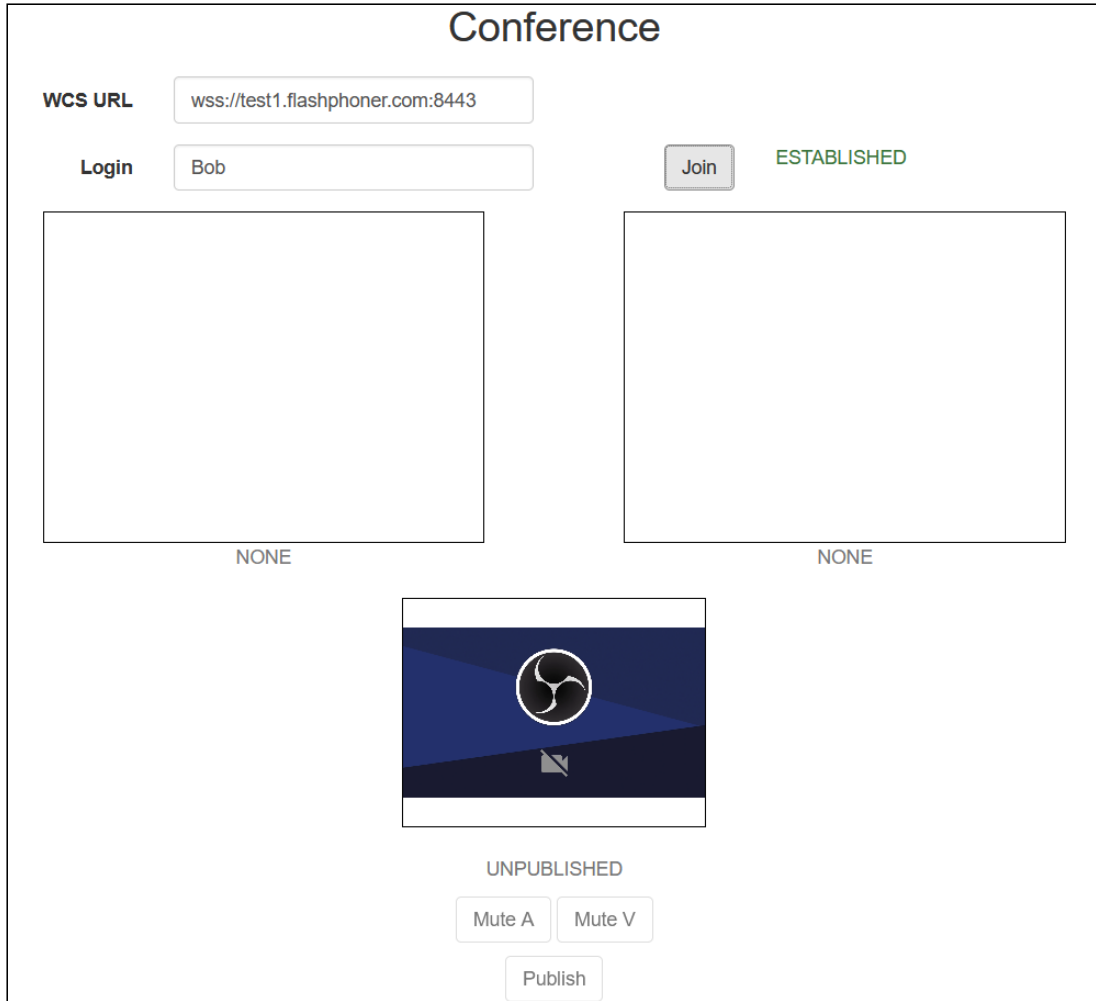 Conference
WCS URL wss://test1.flashphoner.com:8443
Login Bob Join ESTABLISHED
NONE NONE
UNPUBLISHED
Mute A Mute V
Publish